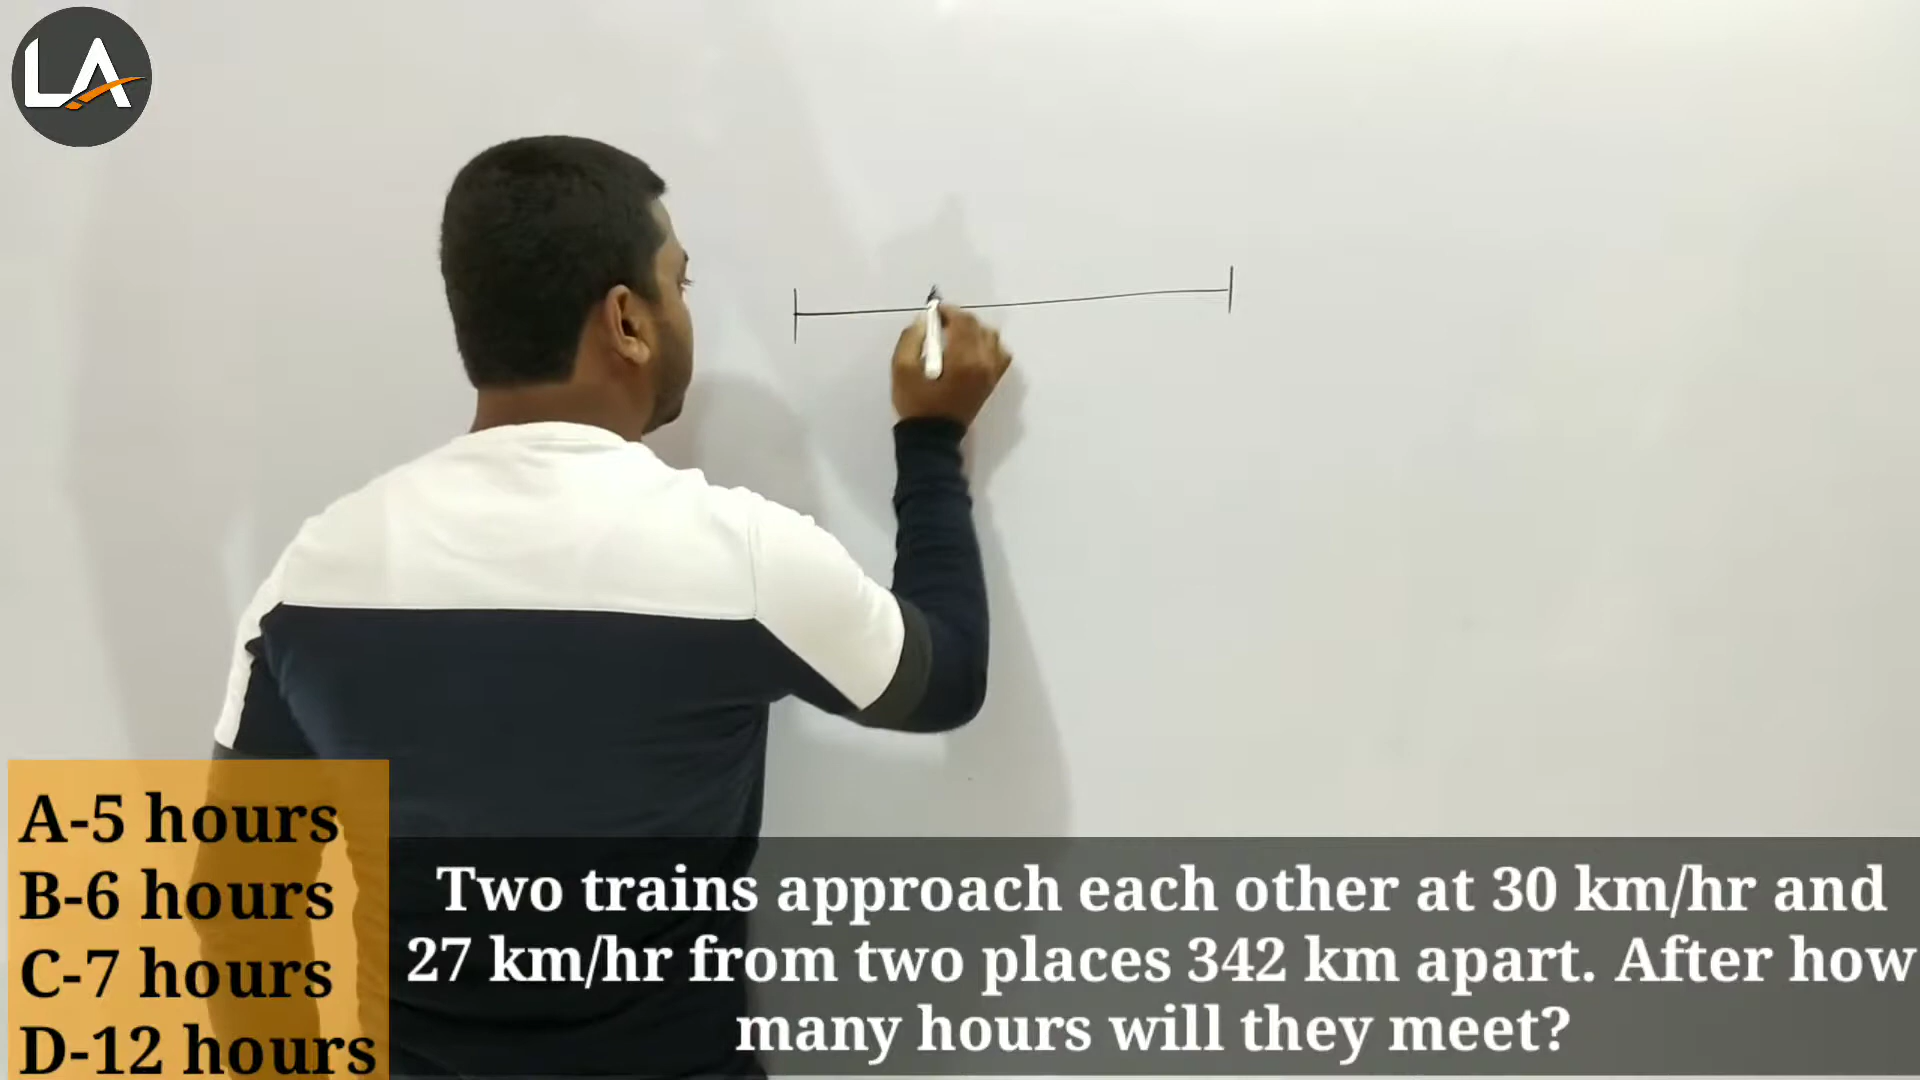 LA
A-5 hours
B-6 hours
C-7 hours
D-12 hours
Two trains approach each other at 30 km/hr and
27 km/hr from two places 342 km apart. After how
many hours will they meet?